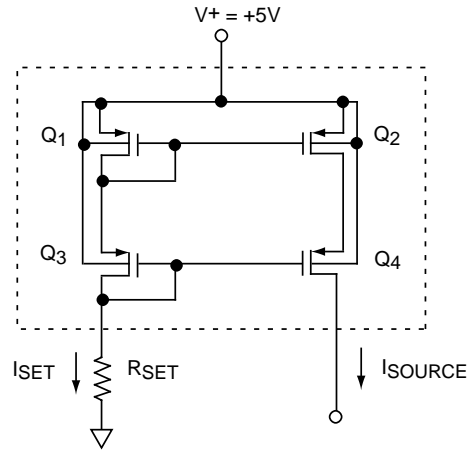 V+ = +5V
Q1
Q2
Q3
Q4
ISET
RSET
ISOURCE